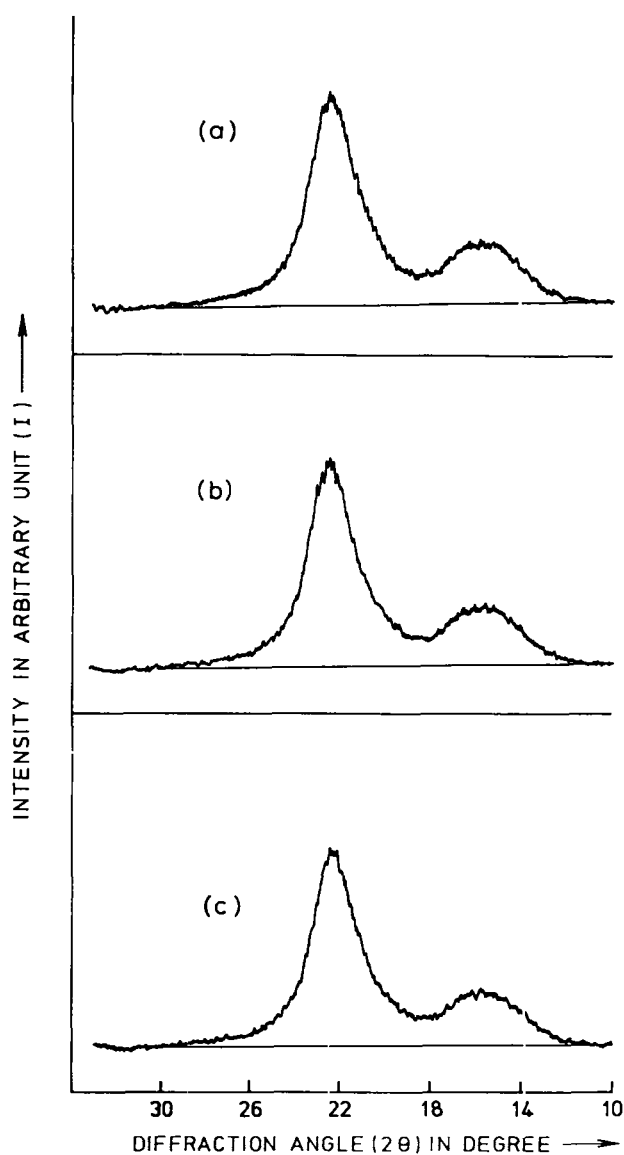 (a)
(b)
(c)
INTENSITY IN ARBITRARY UNIT (I)
30 26 22 18 14 10
DIFFRACTION ANGLE (2θ) IN DEGREE